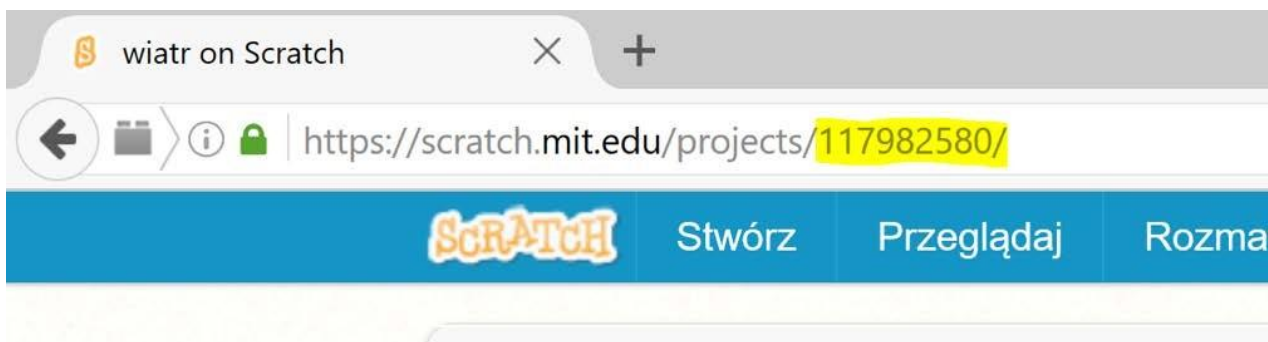 wiatr on Scratch
https://scratch.mit.edu/projects/117982580/
SCRATCH Stwórz Przeglądaj Rozma